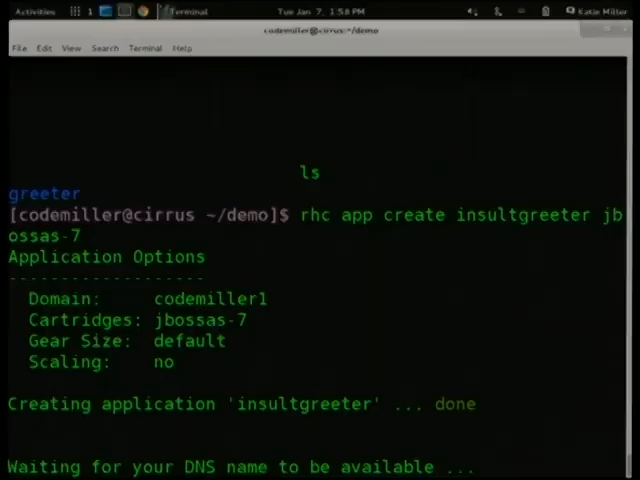 Activities 1 Terminal Tue Jan 7, 1:58 PM Katie Miller
codemiller@cirrus:~/demo
File Edit View Search Terminal Help
ls
greeter
[codemiller@cirrus ~/demo]$ rhc app create insultgreeter jb
ossas-7
Application Options
-------------------
Domain: codemiller1
Cartridges: jbossas-7
Gear Size: default
Scaling: no
Creating application 'insultgreeter' ... done
Waiting for your DNS name to be available ...